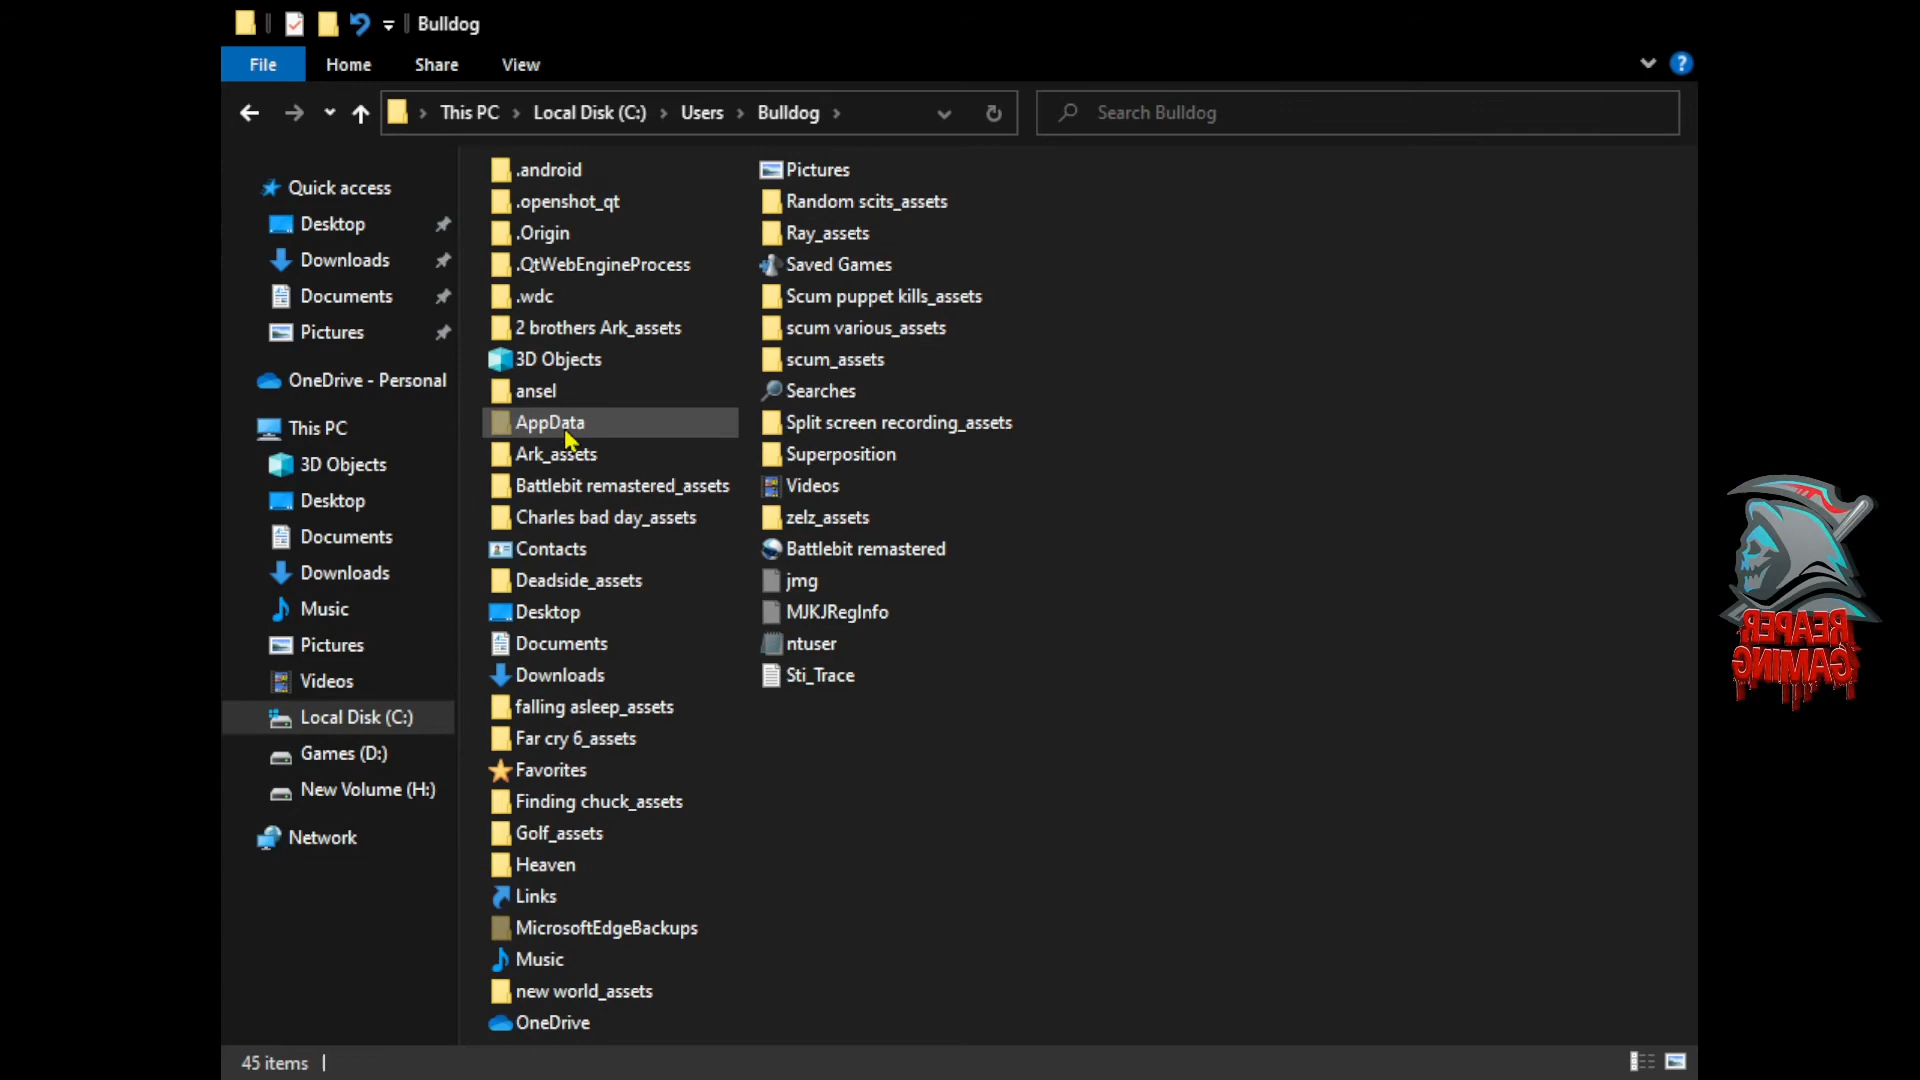 Bulldog
File Home Share View
This PC Local Disk (C:) Users Bulldog
Search Bulldog
Quick access
Desktop
Downloads
Documents
Pictures
OneDrive - Personal
This PC
3D Objects
Desktop
Documents
Downloads
Music
Pictures
Videos
Local Disk (C:)
Games (D:)
New Volume (H:)
Network
.android
.openshot_qt
.Origin
.QtWebEngineProcess
.wdc
2 brothers Ark_assets
3D Objects
ansel
AppData
Ark_assets
Battlebit remastered_assets
Charles bad day_assets
Contacts
Deadside_assets
Desktop
Documents
Downloads
falling asleep_assets
Far cry 6_assets
Favorites
Finding chuck_assets
Golf_assets
Heaven
Links
MicrosoftEdgeBackups
Music
new world_assets
OneDrive
Pictures
Random scits_assets
Ray_assets
Saved Games
Scum puppet kills_assets
scum various_assets
scum_assets
Searches
Split screen recording_assets
Superposition
Videos
zelz_assets
Battlebit remastered
jmg
MJKJRegInfo
ntuser
Sti_Trace
45 items
REAPER
GAMING